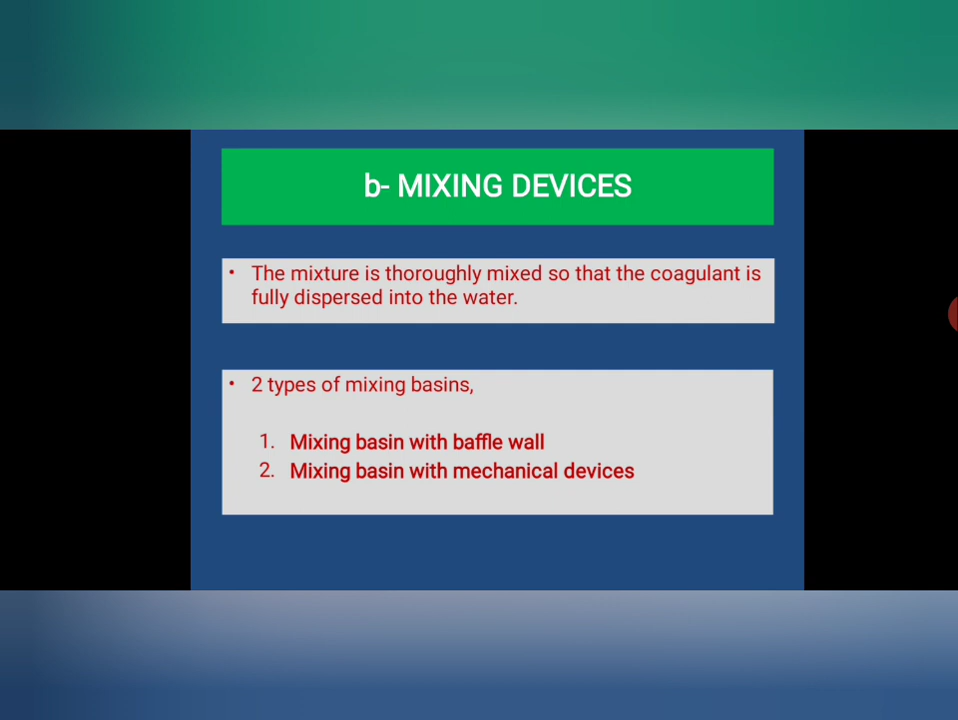 b- MIXING DEVICES
• The mixture is thoroughly mixed so that the coagulant is
fully dispersed into the water.
• 2 types of mixing basins,
1. Mixing basin with baffle wall
2. Mixing basin with mechanical devices